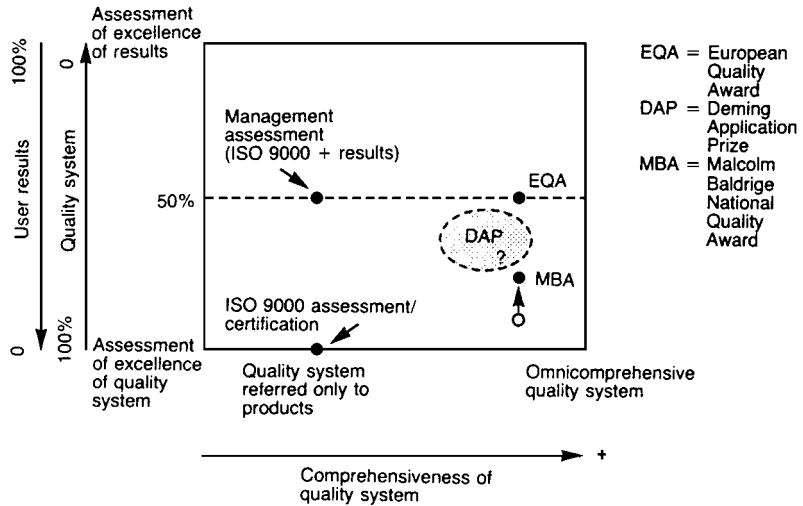 Assessment
of excellence
of results
100%
0
User results
Quality system
0
100%
Assessment
of excellence
of quality
system
50%
Management
assessment
(ISO 9000 + results)
EQA
DAP
?
MBA
ISO 9000 assessment/
certification
Quality system
referred only to
products
Omnicomprehensive
quality system
+
Comprehensiveness of
quality system
EQA = European
Quality
Award
DAP = Deming
Application
Prize
MBA = Malcolm
Baldrige
National
Quality
Award